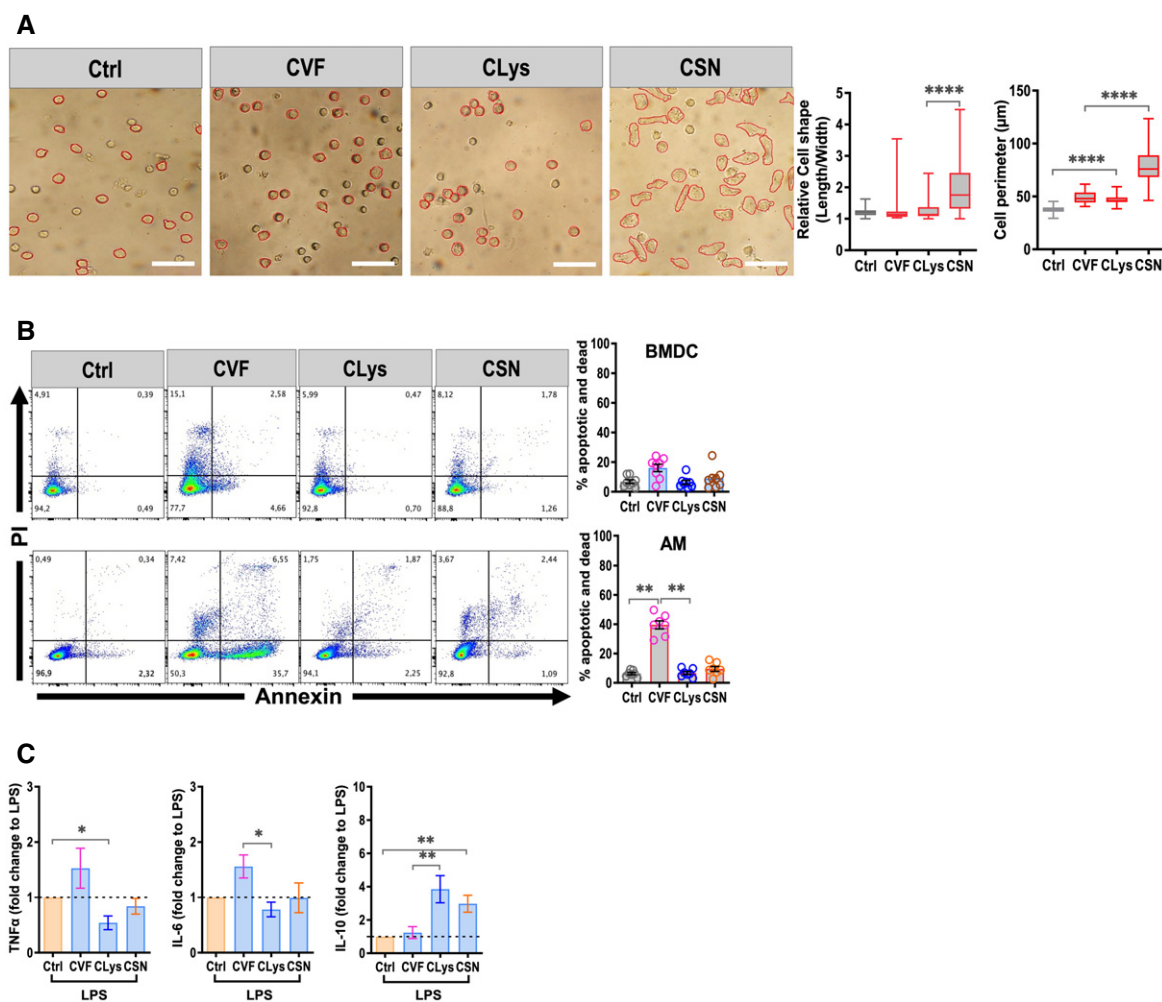 A
Ctrl CVF CLys CSN
Relative Cell shape
(Length/Width)
5
4
3
2
1
0
Ctrl CVF CLys CSN
****
Cell perimeter (µm)
150
100
50
0
Ctrl CVF CLys CSN
****
****
B
Ctrl CVF CLys CSN
4,91 0,39 15,1 2,58 5,99 0,47 8,12 1,78
94,2 0,49 77,7 4,66 92,8 0,70 88,8 1,26
PI
0,49 0,34 7,42 6,55 1,75 1,87 3,67 2,44
96,9 2,32 50,3 35,7 94,1 2,25 92,8 1,09
Annexin
BMDC
% apoptotic and dead
100
80
60
40
20
0
Ctrl CVF CLys CSN
AM
% apoptotic and dead
100
80
60
40
20
0
** **
Ctrl CVF CLys CSN
C
TNFα (fold change to LPS)
3
2
1
0
*
Ctrl CVF CLys CSN
LPS
IL-6 (fold change to LPS)
3
2
1
0
*
Ctrl CVF CLys CSN
LPS
IL-10 (fold change to LPS)
10
8
6
4
2
0
**
**
Ctrl CVF CLys CSN
LPS